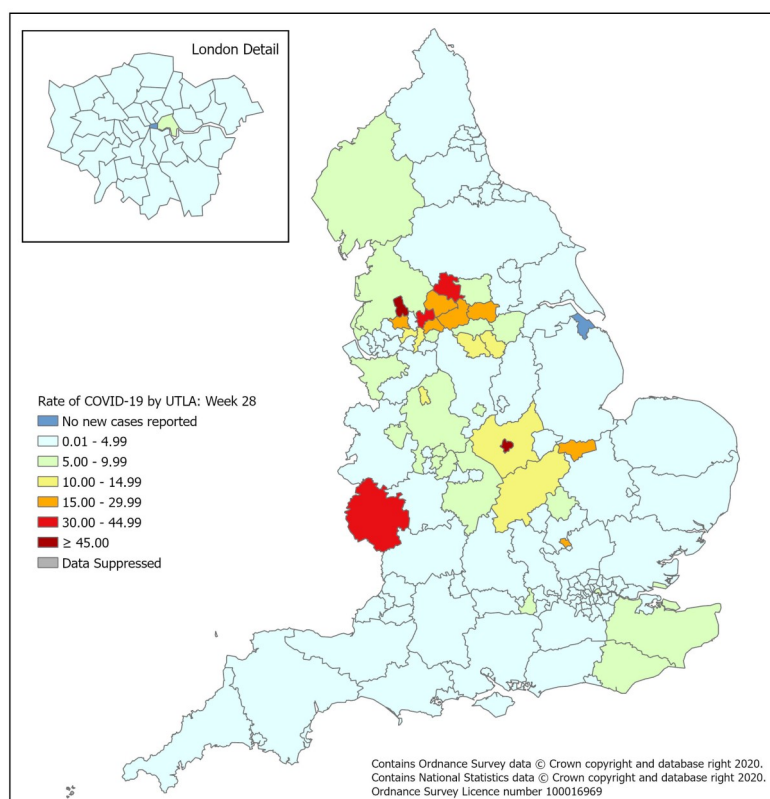 London Detail
Rate of COVID-19 by UTLA: Week 28
No new cases reported
0.01 - 4.99
5.00 - 9.99
10.00 - 14.99
15.00 - 29.99
30.00 - 44.99
≥ 45.00
Data Suppressed
Contains Ordnance Survey data © Crown copyright and database right 2020.
Contains National Statistics data © Crown copyright and database right 2020.
Ordnance Survey Licence number 100016969